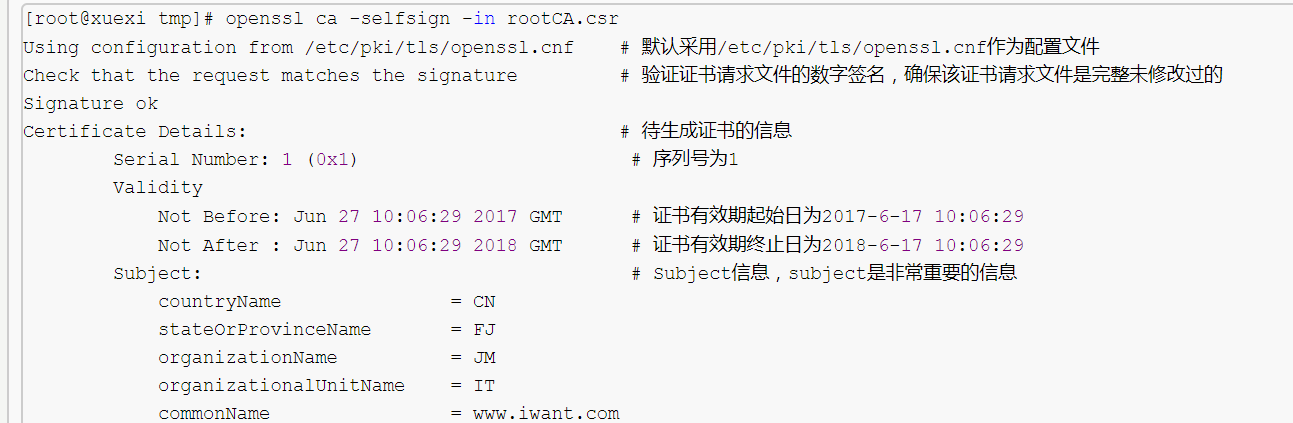 [root@xuexi tmp]# openssl ca -selfsign -in rootCA.csr
Using configuration from /etc/pki/tls/openssl.cnf    # 默认采用/etc/pki/tls/openssl.cnf作为配置文件
Check that the request matches the signature         # 验证证书请求文件的数字签名，确保该证书请求文件是完整未修改过的
Signature ok
Certificate Details:                                 # 待生成证书的信息
        Serial Number: 1 (0x1)                        # 序列号为1
        Validity
            Not Before: Jun 27 10:06:29 2017 GMT      # 证书有效期起始日为2017-6-17 10:06:29
            Not After : Jun 27 10:06:29 2018 GMT      # 证书有效期终止日为2018-6-17 10:06:29
        Subject:                                      # Subject信息，subject是非常重要的信息
            countryName               = CN
            stateOrProvinceName       = FJ
            organizationName          = JM
            organizationalUnitName    = IT
            commonName                = www.iwant.com